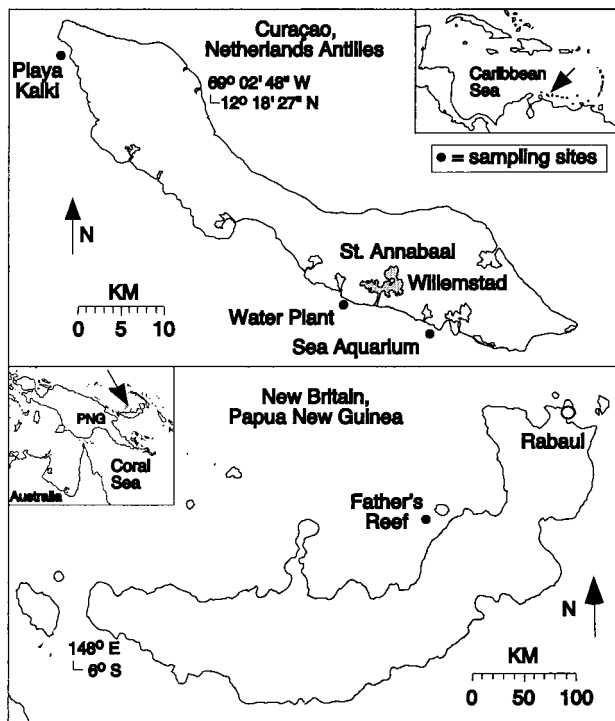 Curaçao,
Netherlands Antilles
Playa
Kalki
69° 02' 48" W
12° 18' 27" N
Caribbean
Sea
● = sampling sites
N
St. Annabaai
Willemstad
KM
0 5 10
Water Plant
Sea Aquarium
New Britain,
Papua New Guinea
PNG
Coral
Sea
Australia
Rabaul
Father's
Reef
N
148° E
6° S
KM
0 50 100